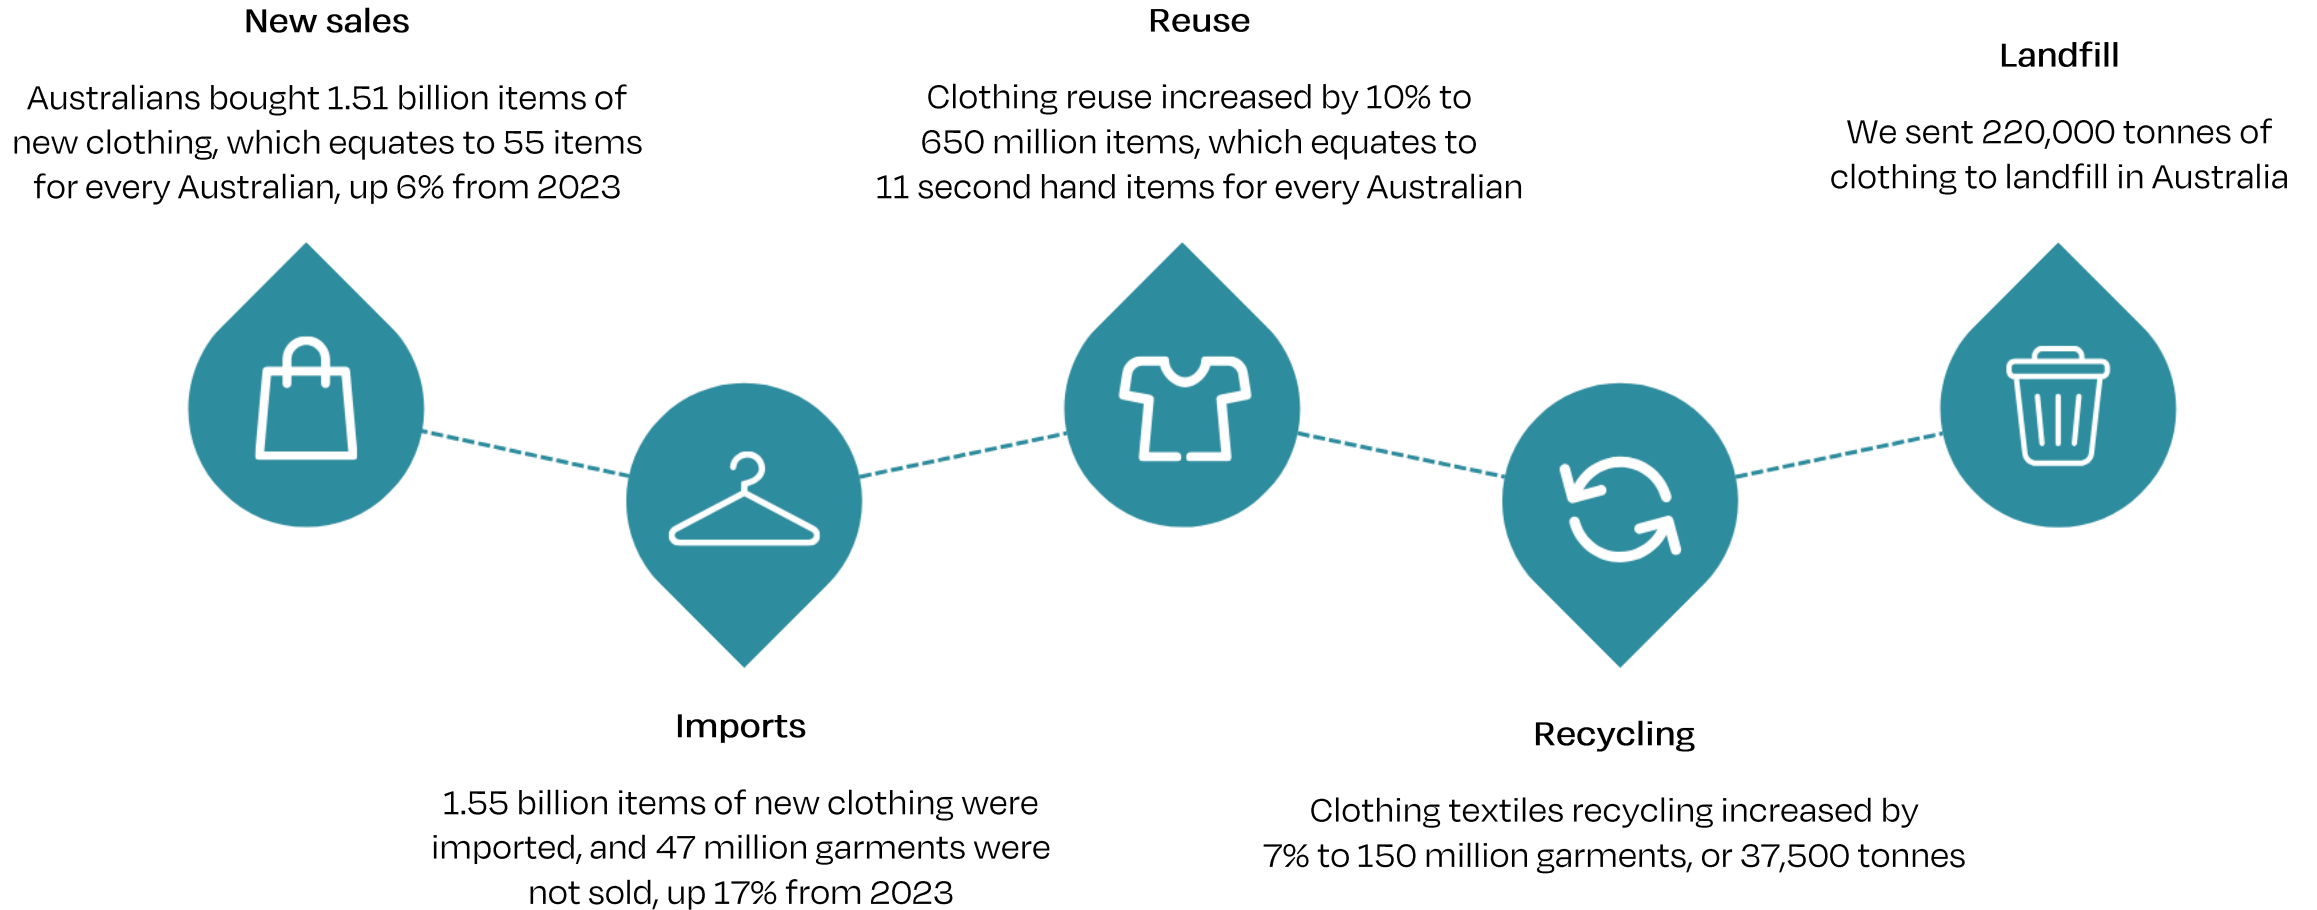 New sales
Australians bought 1.51 billion items of
new clothing, which equates to 55 items
for every Australian, up 6% from 2023
Imports
1.55 billion items of new clothing were
imported, and 47 million garments were
not sold, up 17% from 2023
Reuse
Clothing reuse increased by 10% to
650 million items, which equates to
11 second hand items for every Australian
Recycling
Clothing textiles recycling increased by
7% to 150 million garments, or 37,500 tonnes
Landfill
We sent 220,000 tonnes of
clothing to landfill in Australia